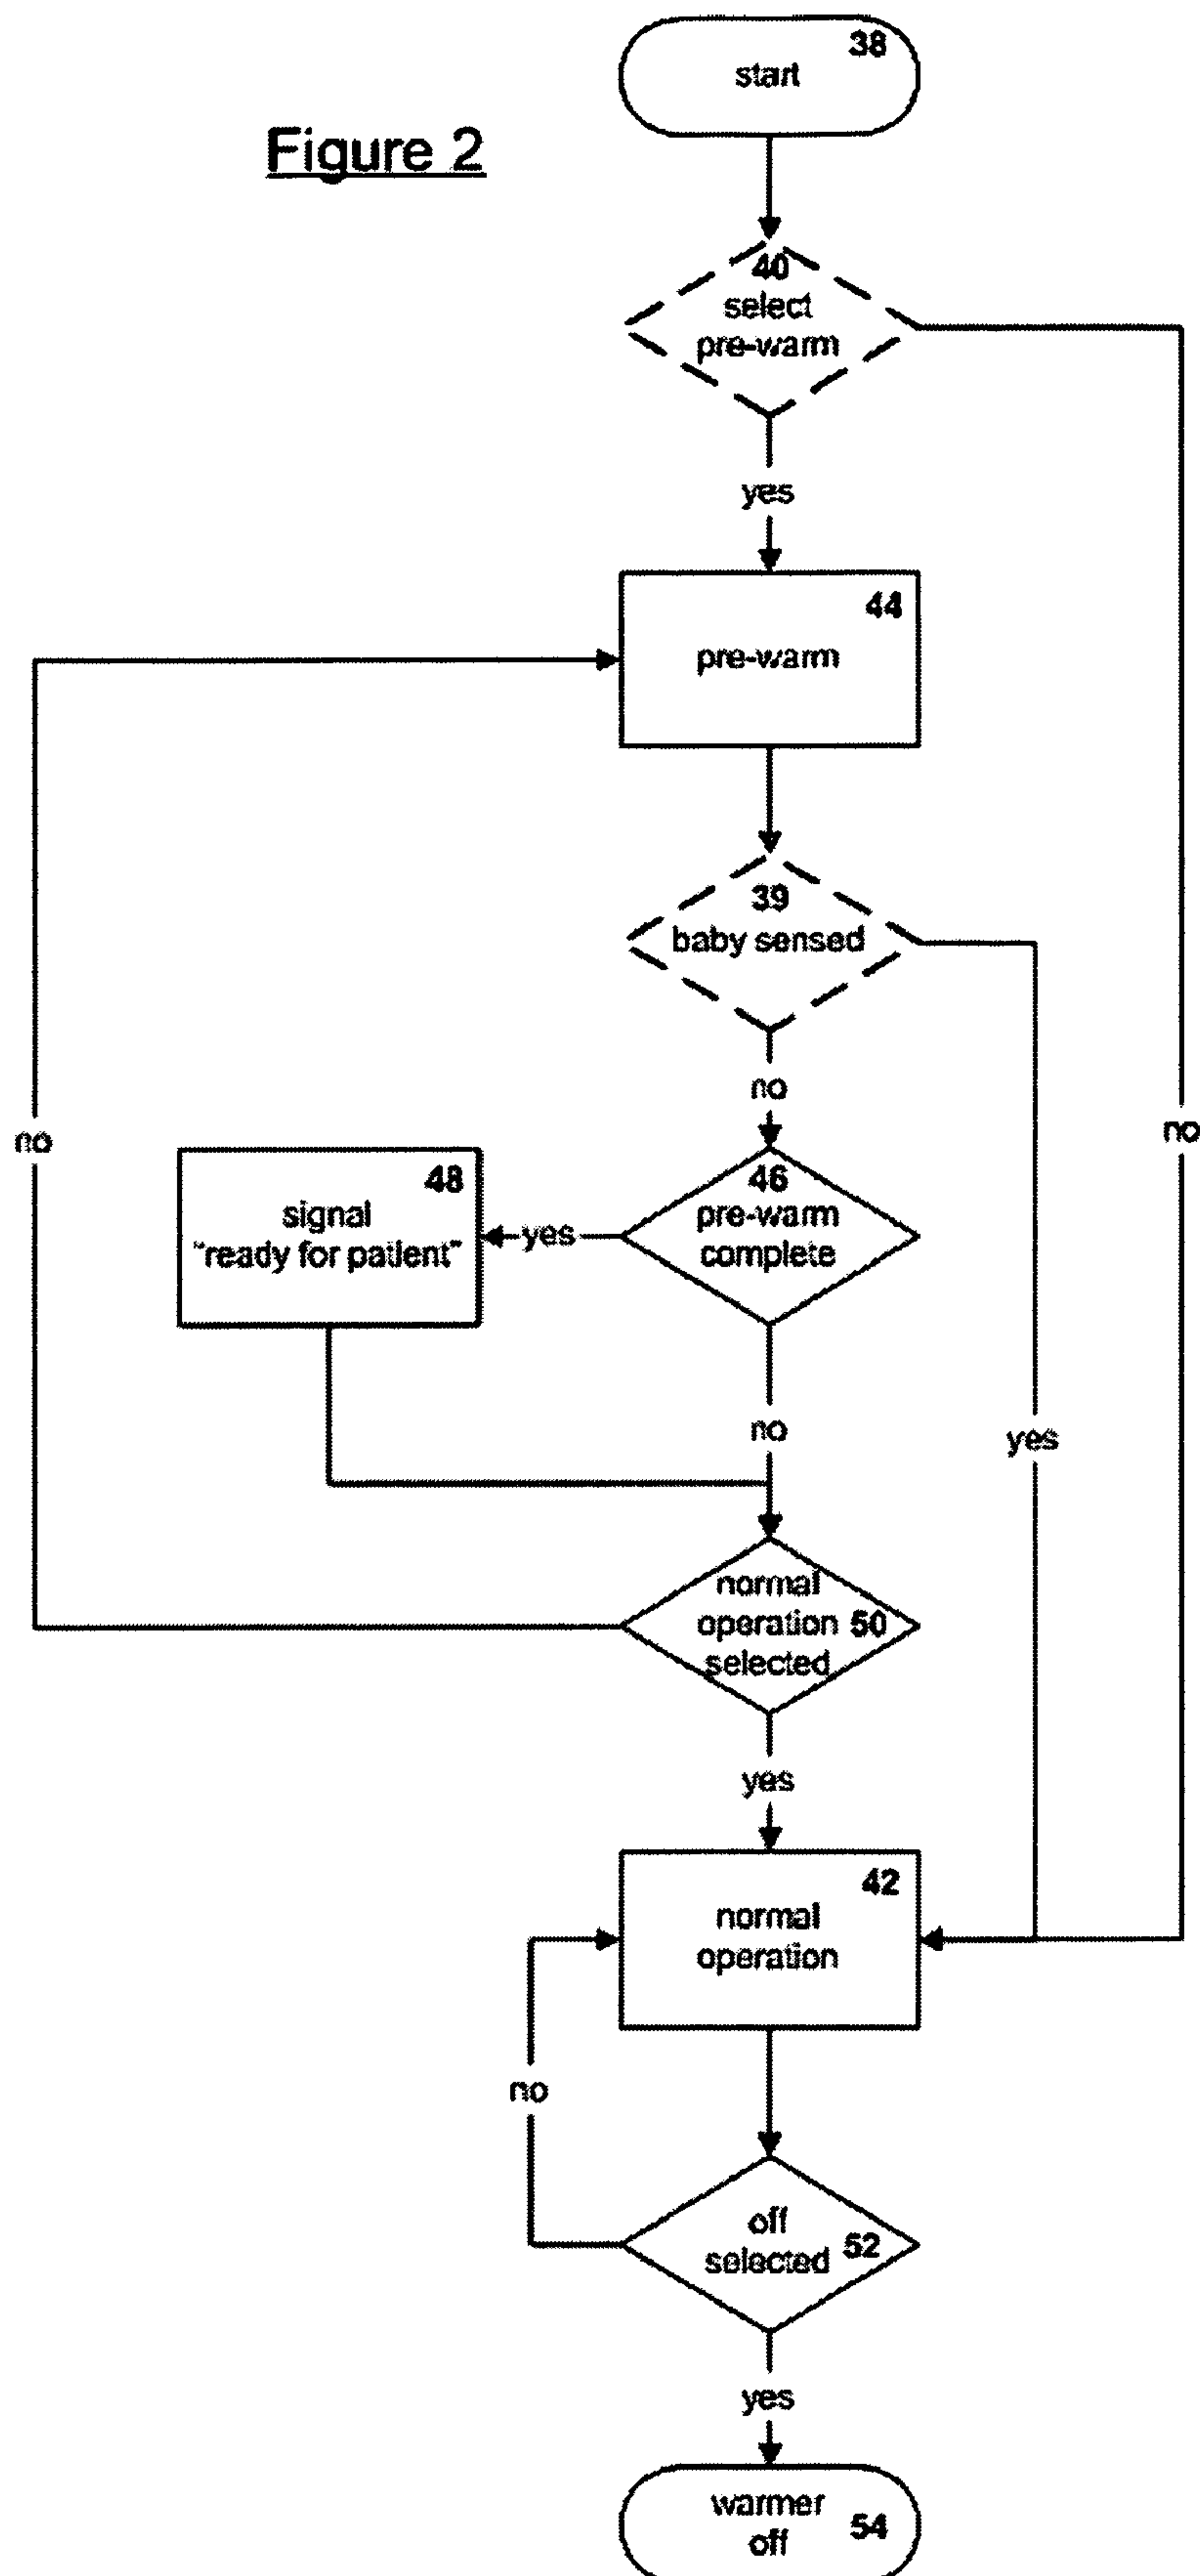 38
start
Figure 2
40
select
pre-warm
yes
44
pre-warm
39
baby sensed
no
46
pre-warm
complete
yes
48
signal
"ready for patient"
no
no
no
yes
normal
operation 50
selected
yes
42
normal
operation
no
off
selected 52
yes
warmer
off 54